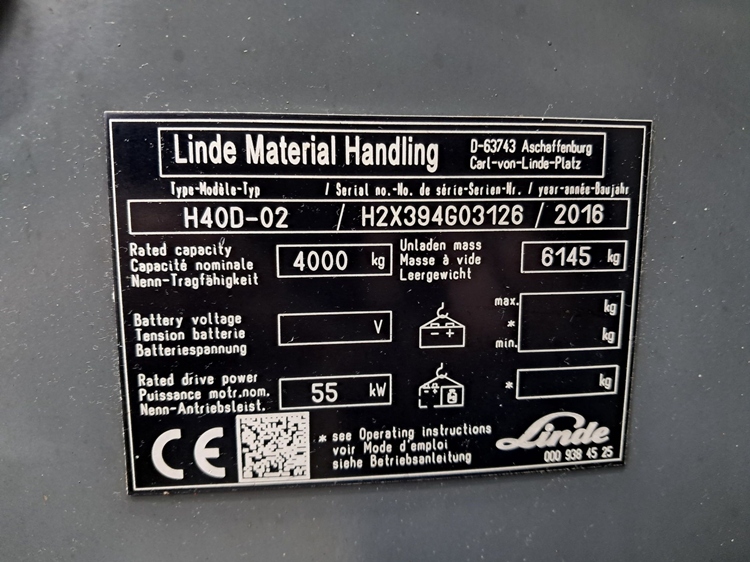 Linde Material Handling
D-63743 Aschaffenburg
Carl-von-Linde-Platz
Type-Modèle-Typ / Serial no.-No. de série-Serien-Nr. / year-année-Baujahr
H40D-02 / H2X394G03126 / 2016
Rated capacity
Capacité nominale
Nenn-Tragfähigkeit
4000 kg
Unladen mass
Masse à vide
Leergewicht
6145 kg
Battery voltage
Tension batterie
Batteriespannung
V
- +
max. kg
*
min. kg
Rated drive power
Puissance motr.nom.
Nenn-Antriebsleist.
55 kW
* kg
CE
* see Operating instructions
voir Mode d'emploi
siehe Betriebsanleitung
Linde
000 938 45 25